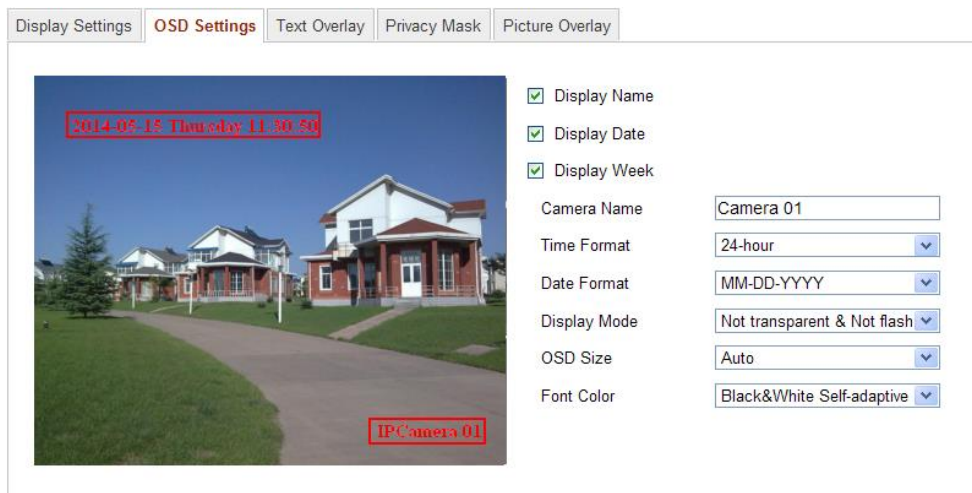 Display Settings OSD Settings Text Overlay Privacy Mask Picture Overlay
2014-05-15 Thursday 11:30:50
IPCamera 01
Display Name
Display Date
Display Week
Camera Name Camera 01
Time Format 24-hour
Date Format MM-DD-YYYY
Display Mode Not transparent & Not flash
OSD Size Auto
Font Color Black&White Self-adaptive